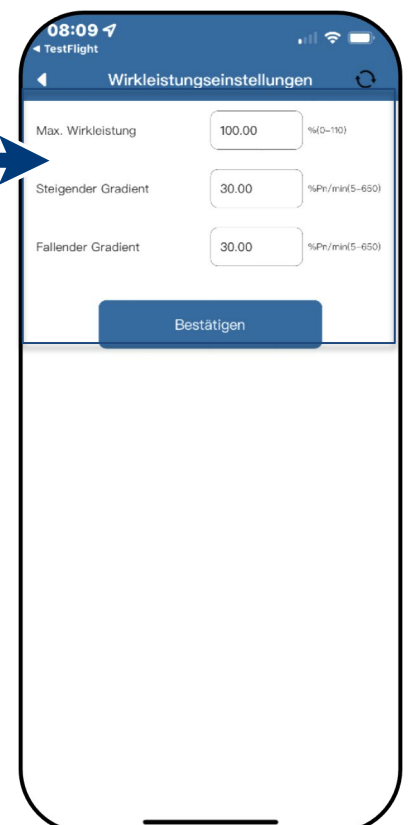 08:09
◄ TestFlight
Wirkleistungseinstellungen
Max. Wirkleistung 100.00 %(0-110)
Steigender Gradient 30.00 %Pn/min(5-650)
Fallender Gradient 30.00 %Pn/min(5-650)
Bestätigen